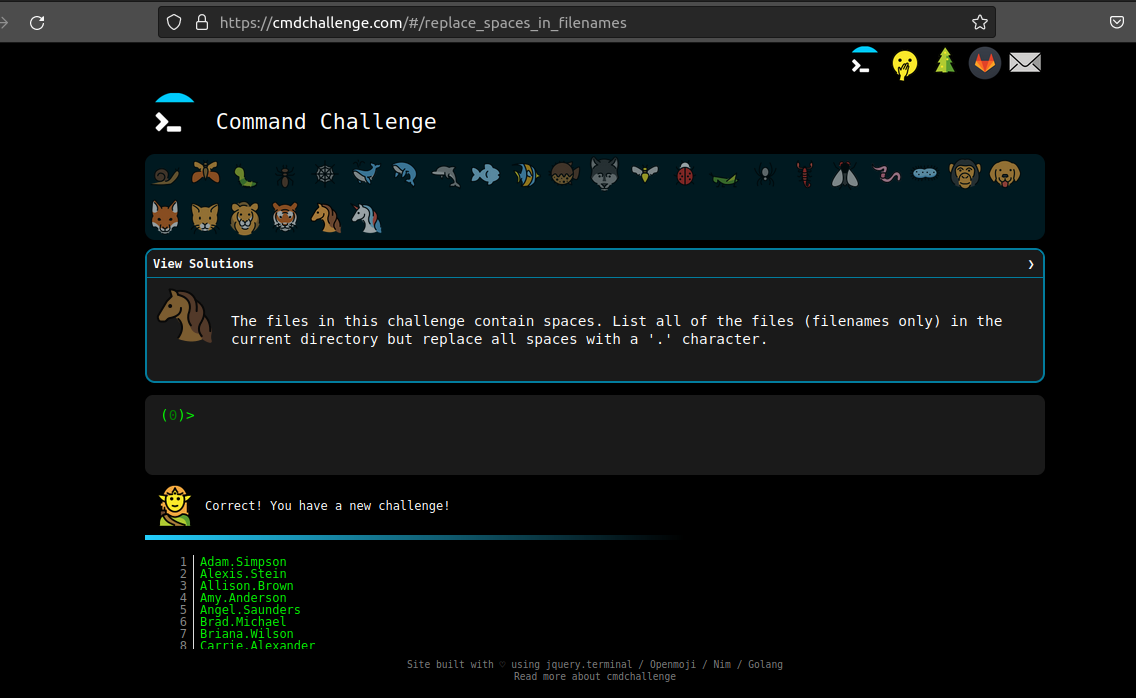 https://cmdchallenge.com/#/replace_spaces_in_filenames
Command Challenge
View Solutions ❯
The files in this challenge contain spaces. List all of the files (filenames only) in the
current directory but replace all spaces with a '.' character.
(0)>
Correct! You have a new challenge!
1 Adam.Simpson
2 Alexis.Stein
3 Allison.Brown
4 Amy.Anderson
5 Angel.Saunders
6 Brad.Michael
7 Briana.Wilson
8 Carrie.Alexander
Site built with ♡ using jquery.terminal / Openmoji / Nim / Golang
Read more about cmdchallenge